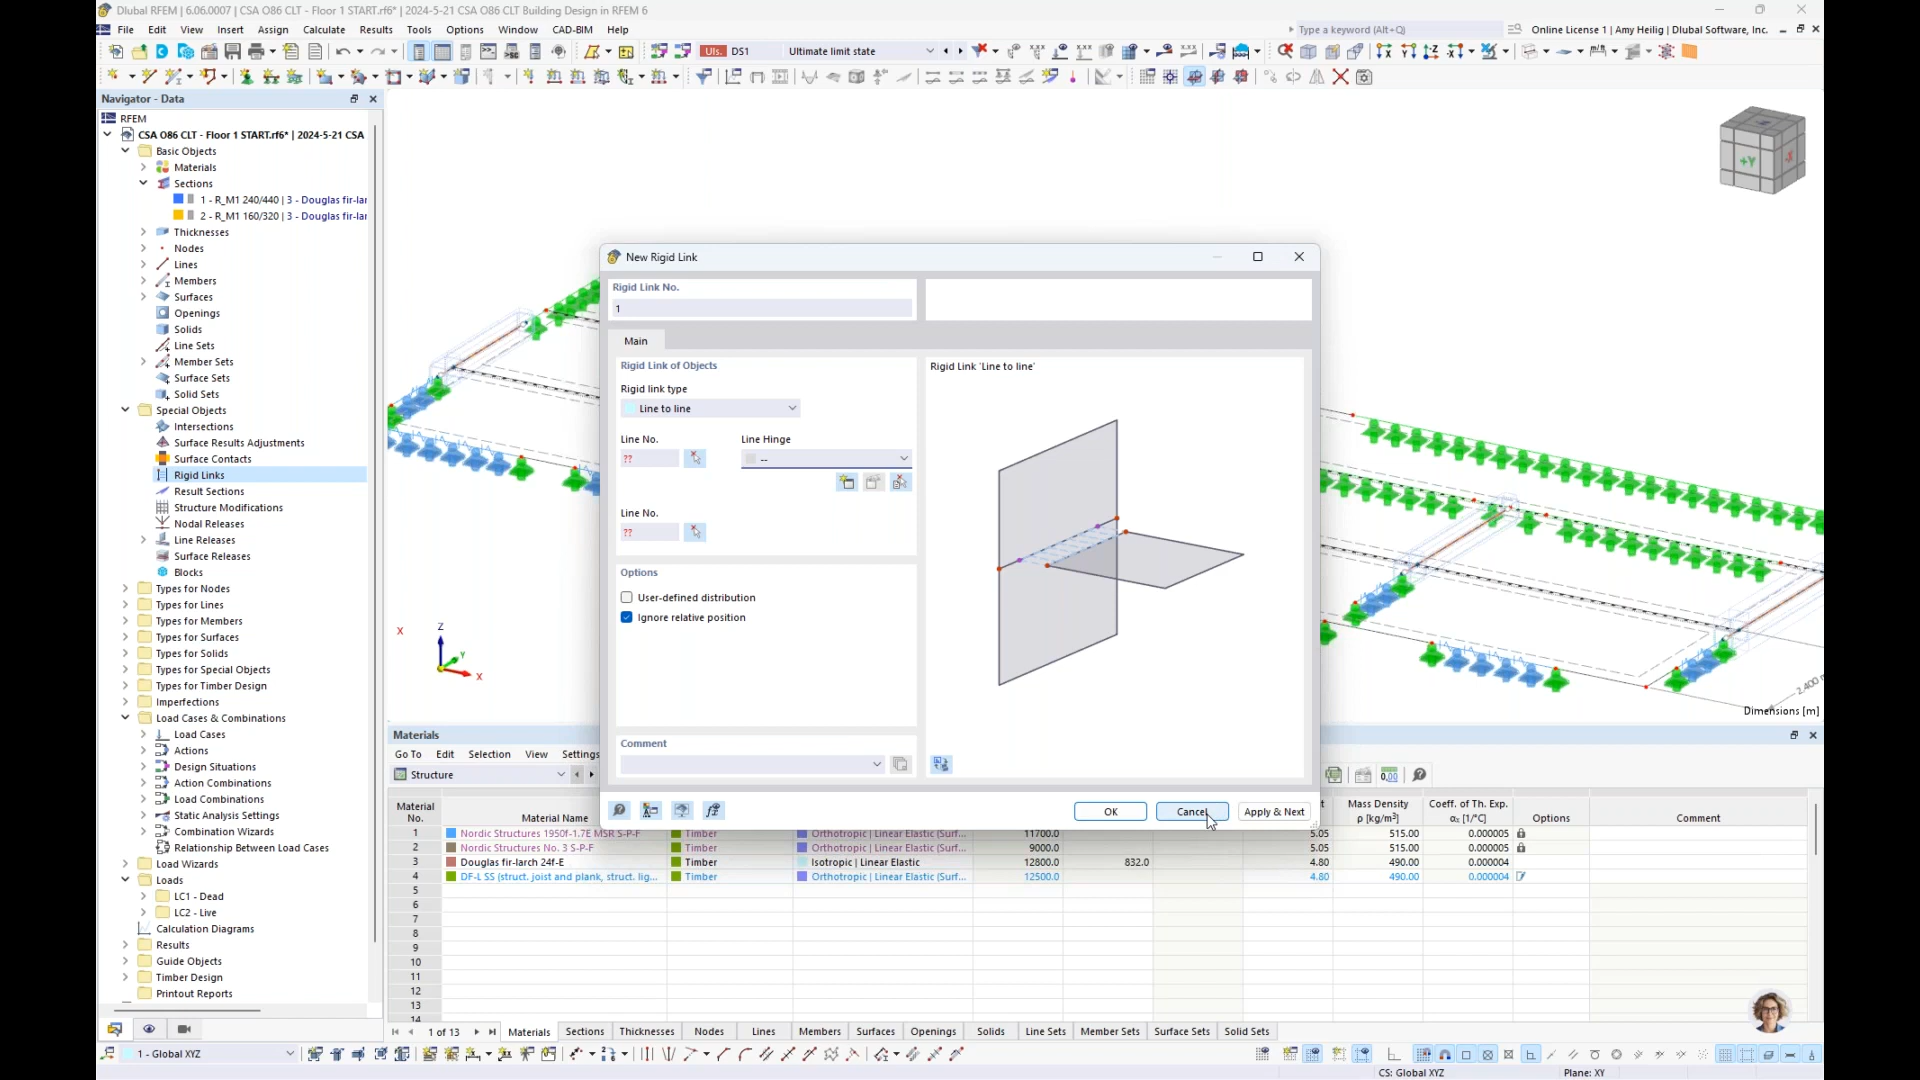 Dlubal RFEM | 6.06.0007 | CSA O86 CLT - Floor 1 START.rf6* | 2024-5-21 CSA O86 CLT Building Design in RFEM 6
File Edit View Insert Assign Calculate Results Tools Options Window CAD-BIM Help
Type a keyword (Alt+Q)
Online License 1 | Amy Heilig | Dlubal Software, Inc.
Uls. DS1 Ultimate limit state
Navigator - Data
RFEM
CSA O86 CLT - Floor 1 START.rf6* | 2024-5-21 CSA
Basic Objects
Materials
Sections
1 - R_M1 240/440 | 3 - Douglas fir-lar
2 - R_M1 160/320 | 3 - Douglas fir-lar
Thicknesses
Nodes
Lines
Members
Surfaces
Openings
Solids
Line Sets
Member Sets
Surface Sets
Solid Sets
Special Objects
Intersections
Surface Results Adjustments
Surface Contacts
Rigid Links
Result Sections
Structure Modifications
Nodal Releases
Line Releases
Surface Releases
Blocks
Types for Nodes
Types for Lines
Types for Members
Types for Surfaces
Types for Solids
Types for Special Objects
Types for Timber Design
Imperfections
Load Cases & Combinations
Load Cases
Actions
Design Situations
Action Combinations
Load Combinations
Static Analysis Settings
Combination Wizards
Relationship Between Load Cases
Load Wizards
Loads
LC1 - Dead
LC2 - Live
Calculation Diagrams
Results
Guide Objects
Timber Design
Printout Reports
+Y -X
X Z Y X
2.400
Dimensions [m]
New Rigid Link
Rigid Link No.
1
Main
Rigid Link of Objects
Rigid link type
Line to line
Line No. Line Hinge
?? --
Line No.
??
Options
User-defined distribution
Ignore relative position
Comment
Rigid Link 'Line to line'
OK Cancel Apply & Next
Materials
Go To Edit Selection View Settings
Structure
Material No. Material Name t Mass Density ρ [kg/m³] Coeff. of Th. Exp. [1/°C] Options Comment
1 Nordic Structures 1950f-1.7E MSR S-P-F Timber Orthotropic | Linear Elastic (Surf... 11700.0 5.05 515.00 0.000005
2 Nordic Structures No. 3 S-P-F Timber Orthotropic | Linear Elastic (Surf... 9000.0 5.05 515.00 0.000005
3 Douglas fir-larch 24f-E Timber Isotropic | Linear Elastic 12800.0 832.0 4.80 490.00 0.000004
4 DF-L SS (struct. joist and plank, struct. lig... Timber Orthotropic | Linear Elastic (Surf... 12500.0 4.80 490.00 0.000004
5
6
7
8
9
10
11
12
13
14
1 of 13 Materials Sections Thicknesses Nodes Lines Members Surfaces Openings Solids Line Sets Member Sets Surface Sets Solid Sets
1 - Global XYZ
CS: Global XYZ Plane: XY